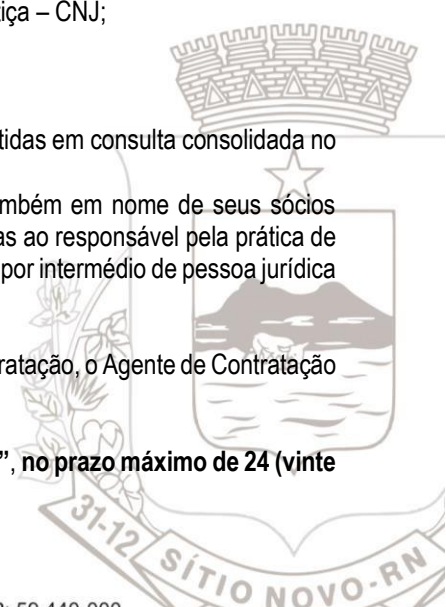 iça – CNJ;
tidas em consulta consolidada no
mbém em nome de seus sócios
as ao responsável pela prática de
por intermédio de pessoa jurídica
tratação, o Agente de Contratação
”, no prazo máximo de 24 (vinte
31-12 SÍTIO NOVO-RN